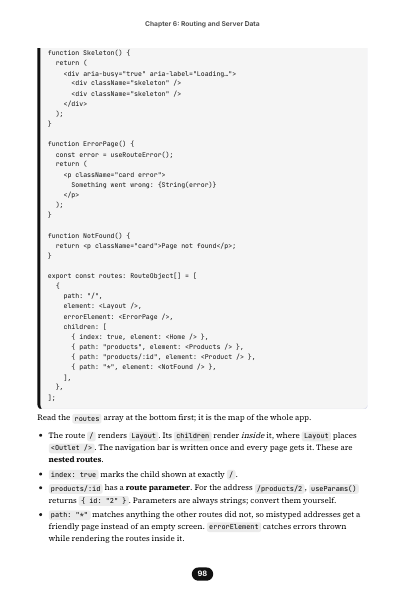 Chapter 6: Routing and Server Data
function Skeleton() {
  return (
    <div aria-busy="true" aria-label="Loading…">
      <div className="skeleton" />
      <div className="skeleton" />
    </div>
  );
}
function ErrorPage() {
  const error = useRouteError();
  return (
    <p className="card error">
      Something went wrong: {String(error)}
    </p>
  );
}
function NotFound() {
  return <p className="card">Page not found</p>;
}
export const routes: RouteObject[] = [
  {
    path: "/",
    element: <Layout />,
    errorElement: <ErrorPage />,
    children: [
      { index: true, element: <Home /> },
      { path: "products", element: <Products /> },
      { path: "products/:id", element: <Product /> },
      { path: "*", element: <NotFound /> },
    ],
  },
];
Read the routes array at the bottom first; it is the map of the whole app.
• The route / renders Layout. Its children render inside it, where Layout places
<Outlet />. The navigation bar is written once and every page gets it. These are
nested routes.
• index: true marks the child shown at exactly /.
• products/:id has a route parameter. For the address /products/2, useParams()
returns { id: "2" }. Parameters are always strings; convert them yourself.
• path: "*" matches anything the other routes did not, so mistyped addresses get a
friendly page instead of an empty screen. errorElement catches errors thrown
while rendering the routes inside it.
98